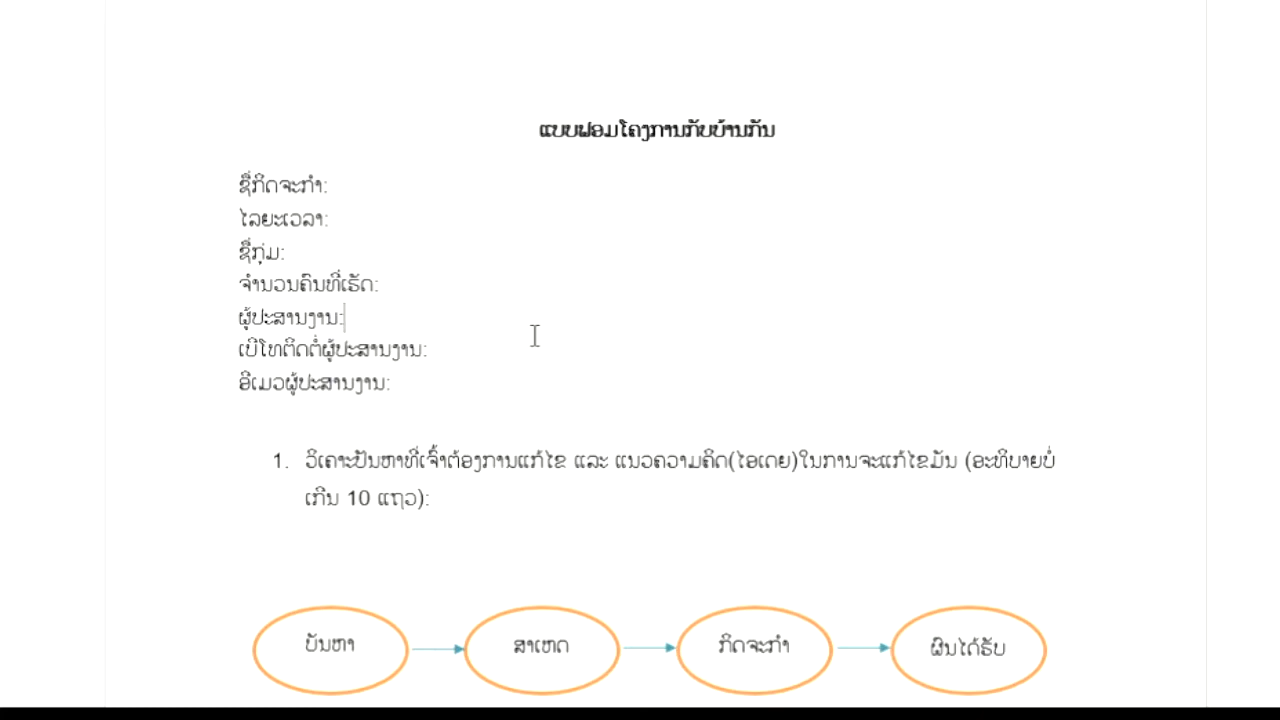 ແບບຟອມໂຄງການກັບບ້ານກັນ
ຊື່ກິດຈະກຳ:
ໄລຍະເວລາ:
ຊື່ກຸ່ມ:
ຈຳນວນຄົນທີ່ເຮັດ:
ຜູ້ປະສານງານ:
ເບີໂທຕິດຕໍ່ຜູ້ປະສານງານ:
ອີເມວຜູ້ປະສານງານ:
1. ວິເຄາະປັນຫາທີ່ເຈົ້າຕ້ອງການແກ້ໄຂ ແລະ ແນວຄວາມຄິດ(ໄອເດຍ)ໃນການຈະແກ້ໄຂມັນ (ອະທິບາຍບໍ່
ເກີນ 10 ແຖວ):
ບັນຫາ
ສາເຫດ
ກິດຈະກຳ
ຜົນໄດ້ຮັບ